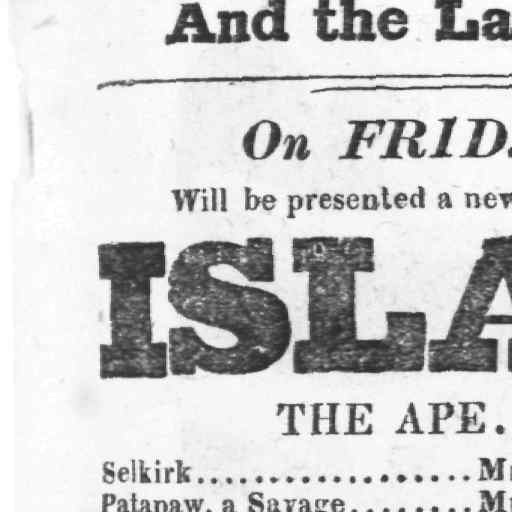 And the La
On FRID
Will be presented a new
ISLA
THE APE.
Selkirk...................M
Patapaw, a Savage.........M